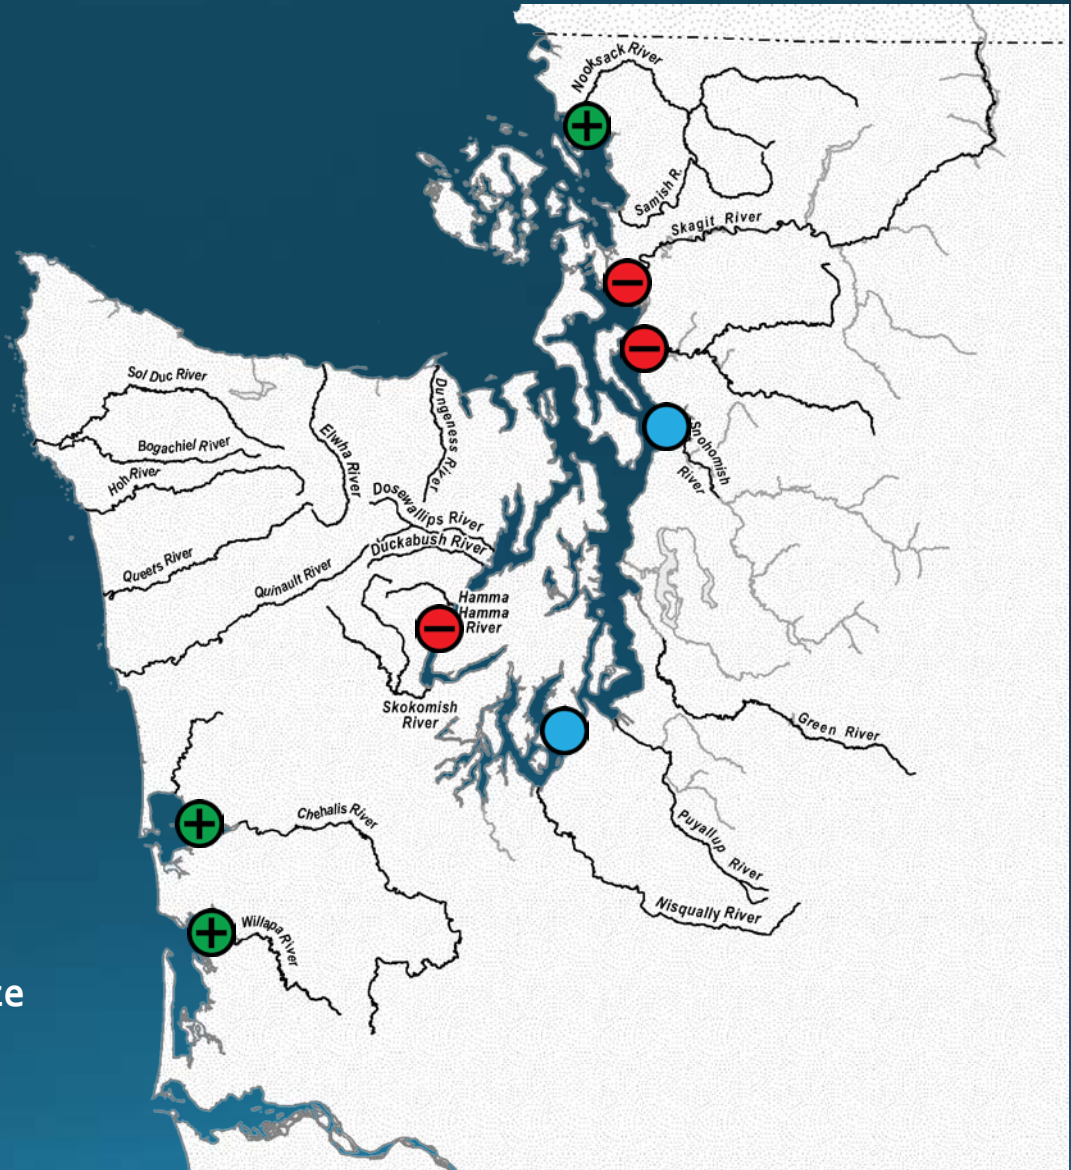 Nooksack River
Samish R.
Skagit River
Sol Duc River
Bogachiel River
Hoh River
Elwha River
Dungeness River
Snohomish
River
Dosewallips River
Duckabush River
Queets River
Quinault River
Hamma
Hamma
River
Skokomish
River
Green River
Chehalis River
Puyallup
River
Nisqually River
Willapa River